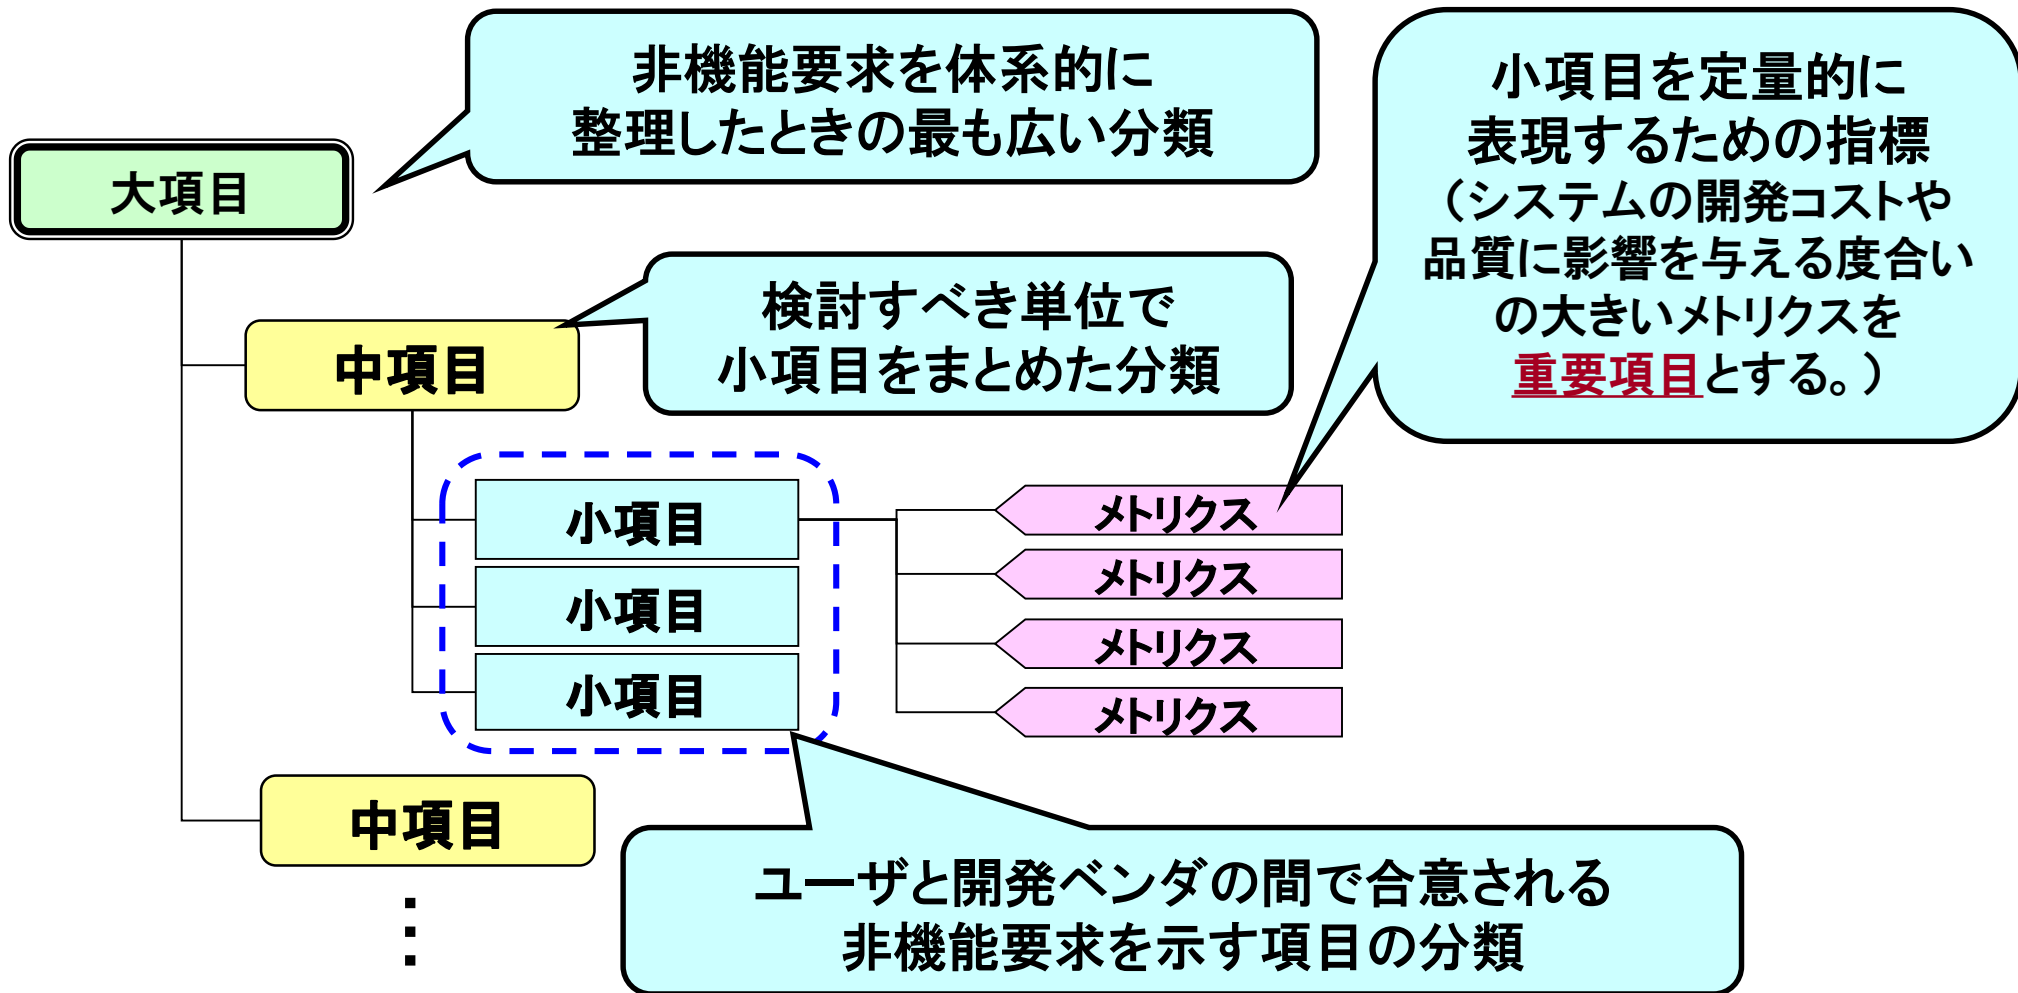 非機能要求を体系的に
整理したときの最も広い分類
小項目を定量的に
表現するための指標
（システムの開発コストや
品質に影響を与える度合い
の大きいメトリクスを
重要項目とする。）
大項目
検討すべき単位で
小項目をまとめた分類
中項目
小項目
メトリクス
メトリクス
小項目
メトリクス
小項目
メトリクス
中項目
ユーザと開発ベンダの間で合意される
非機能要求を示す項目の分類